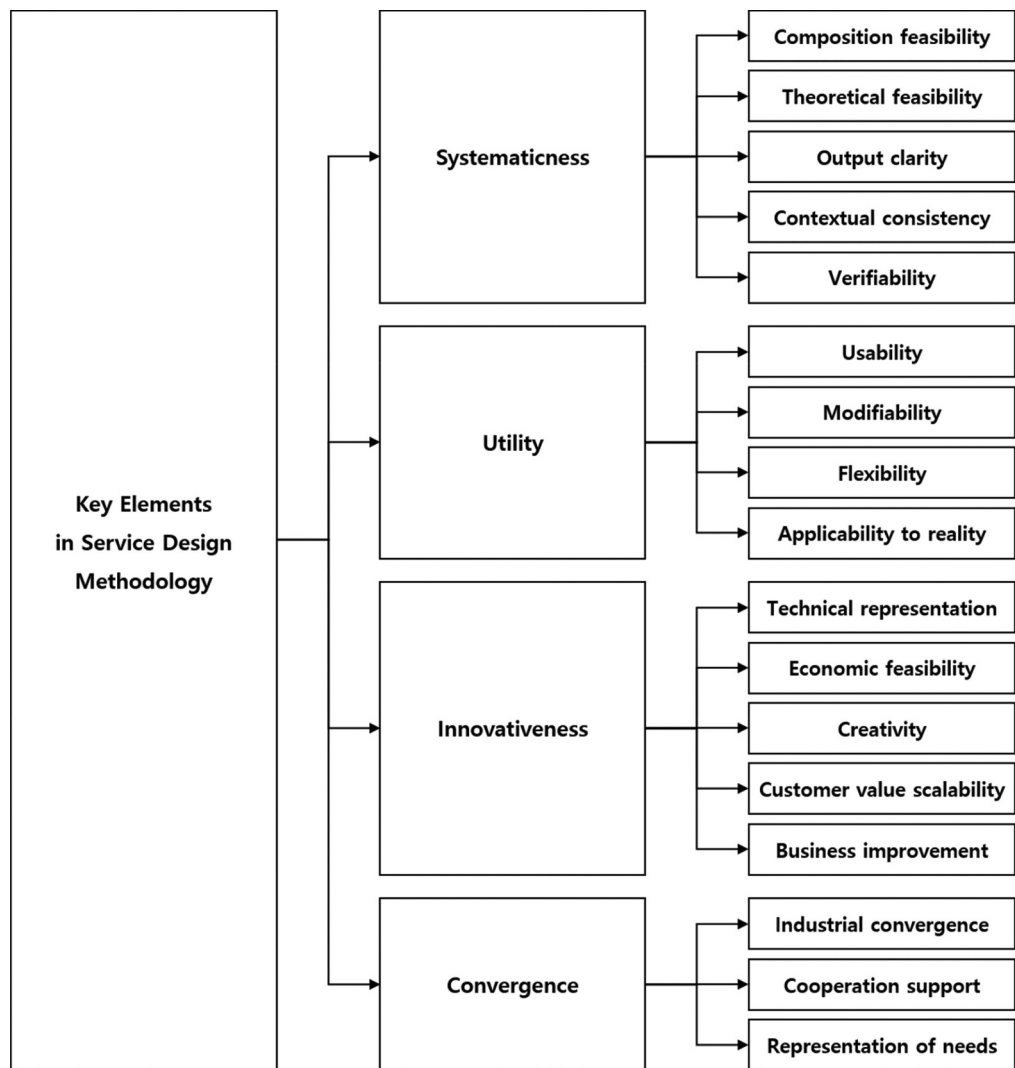 Key Elements
in Service Design
Methodology
Systematicness
Composition feasibility
Theoretical feasibility
Output clarity
Contextual consistency
Verifiability
Utility
Usability
Modifiability
Flexibility
Applicability to reality
Innovativeness
Technical representation
Economic feasibility
Creativity
Customer value scalability
Business improvement
Convergence
Industrial convergence
Cooperation support
Representation of needs